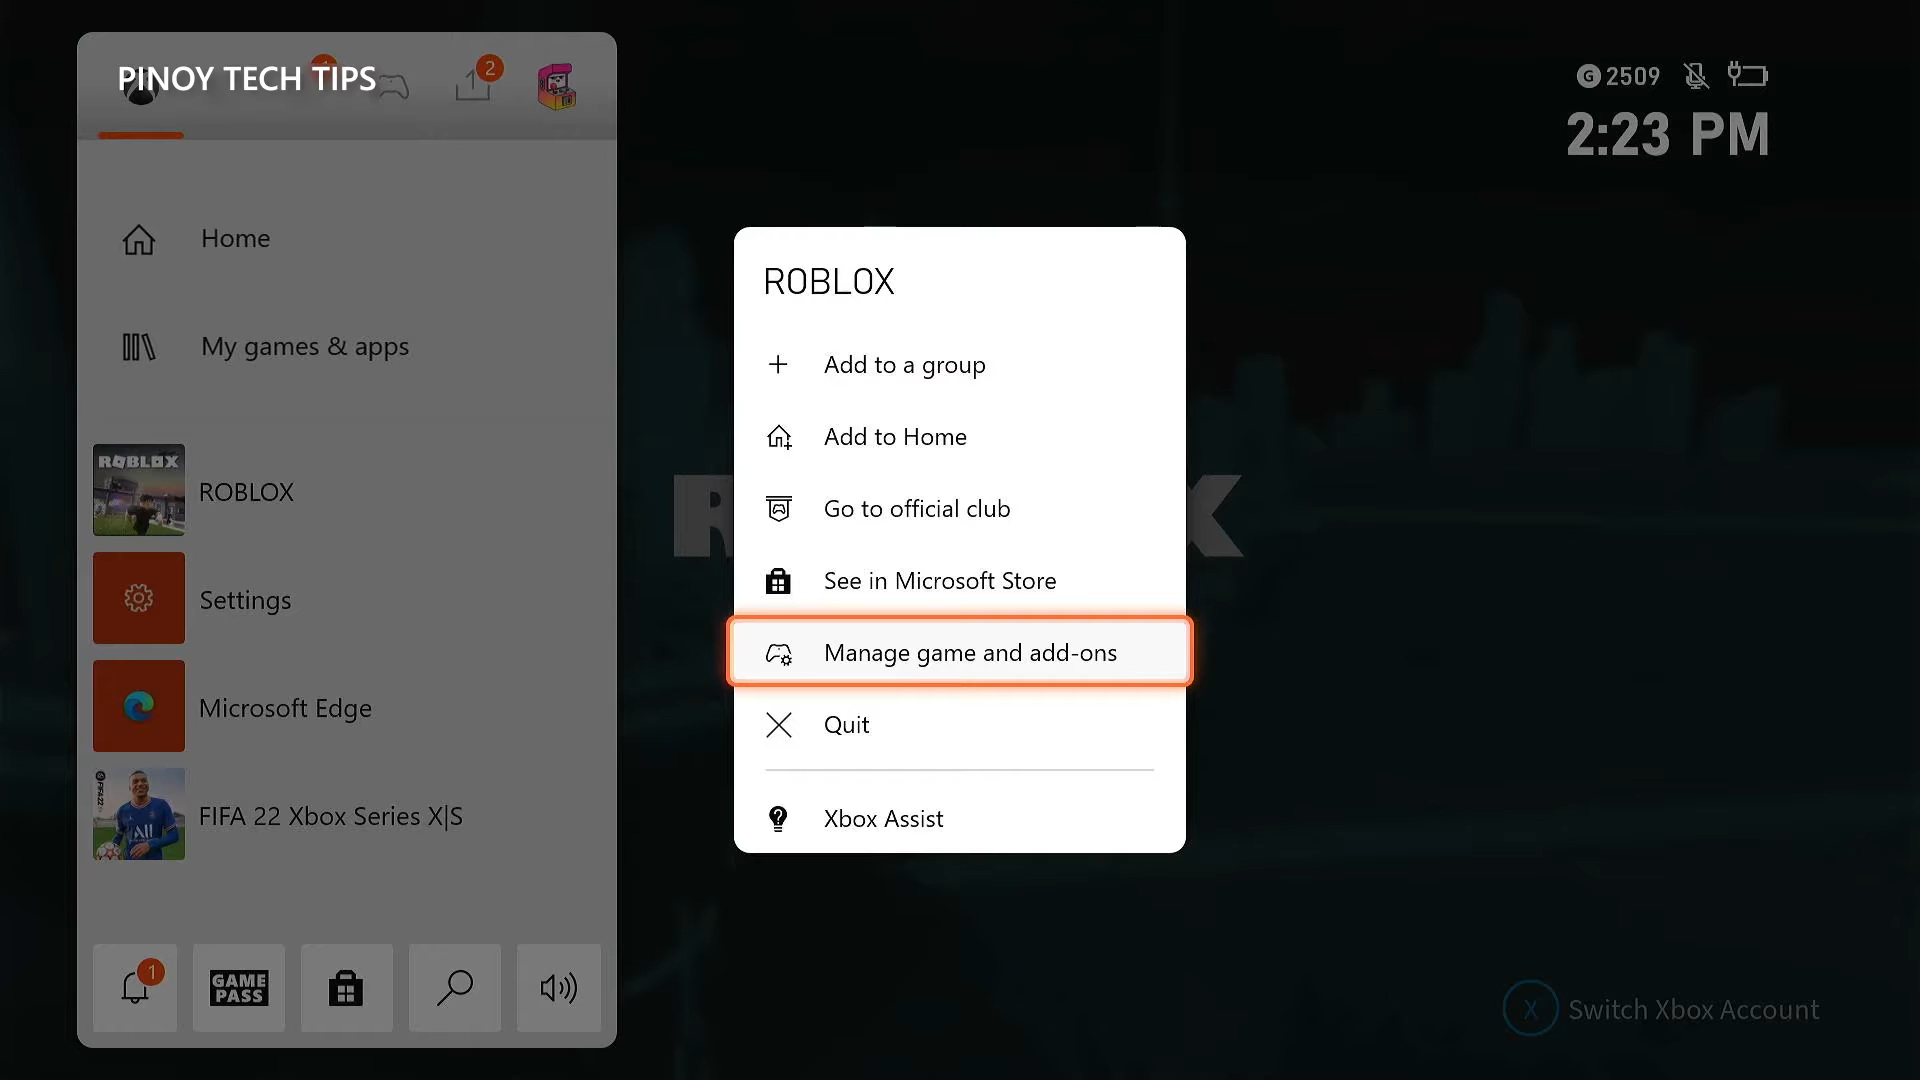 PINOY TECH TIPS
2
G 2509
2:23 PM
Home
My games & apps
ROBLOX
ROBLOX
Settings
Microsoft Edge
FIFA 22 Xbox Series X|S
1
GAME
PASS
ROBLOX
Add to a group
Add to Home
Go to official club
See in Microsoft Store
Manage game and add-ons
Quit
Xbox Assist
X Switch Xbox Account